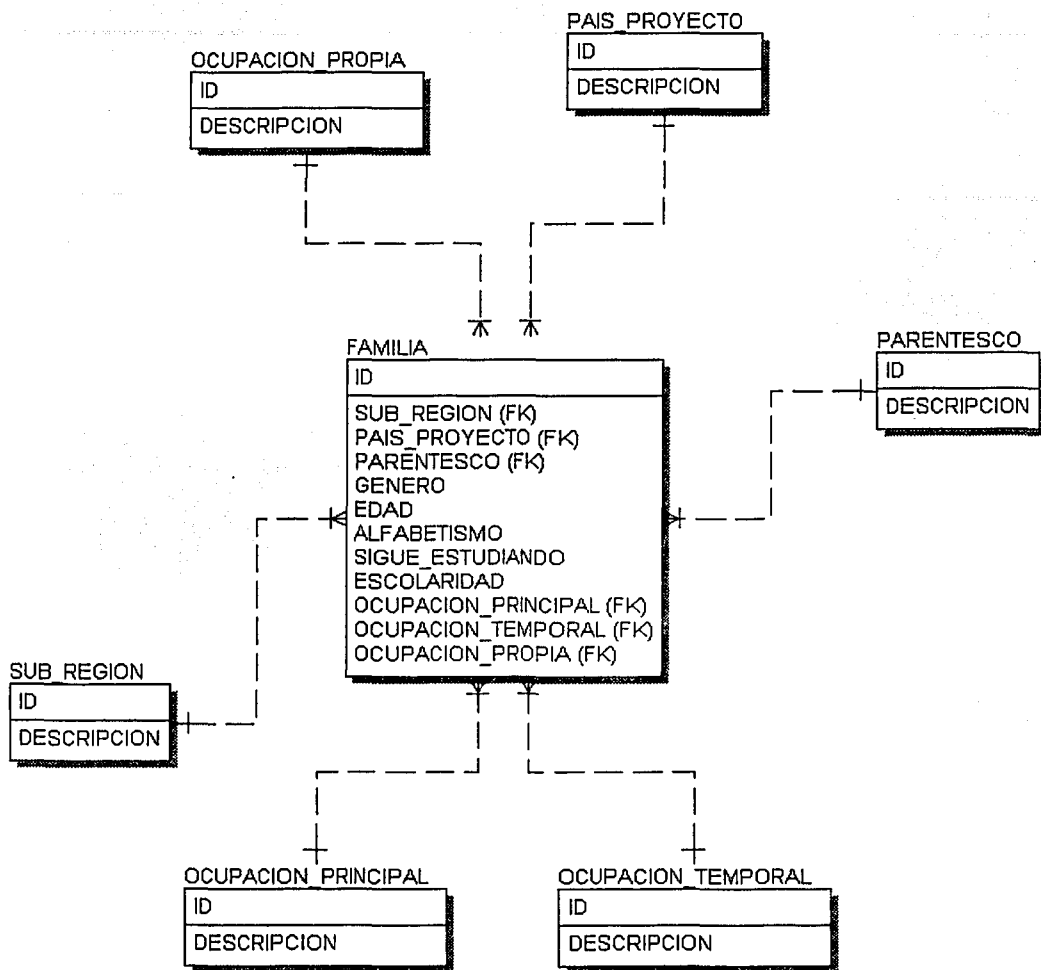 PAIS_PROYECTO
ID
DESCRIPCION
OCUPACION_PROPIA
ID
DESCRIPCION
PARENTESCO
ID
DESCRIPCION
FAMILIA
ID
SUB_REGION (FK)
PAIS_PROYECTO (FK)
PARENTESCO (FK)
GENERO
EDAD
ALFABETISMO
SIGUE_ESTUDIANDO
ESCOLARIDAD
OCUPACION_PRINCIPAL (FK)
OCUPACION_TEMPORAL (FK)
OCUPACION_PROPIA (FK)
SUB_REGION
ID
DESCRIPCION
OCUPACION_PRINCIPAL
ID
DESCRIPCION
OCUPACION_TEMPORAL
ID
DESCRIPCION